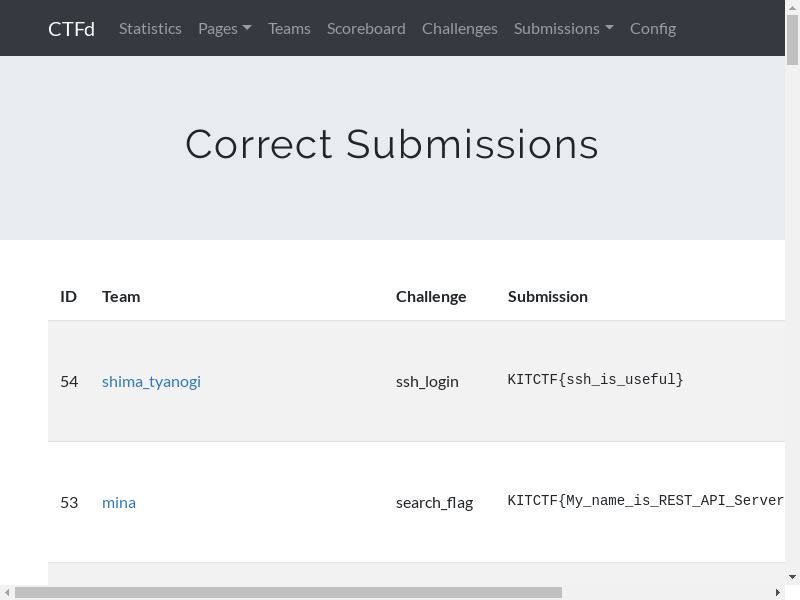 CTFd Statistics Pages Teams Scoreboard Challenges Submissions Config
Correct Submissions
ID Team Challenge Submission
54 shima_tyanogi ssh_login KITCTF{ssh_is_useful}
53 mina search_flag KITCTF{My_name_is_REST_API_Server